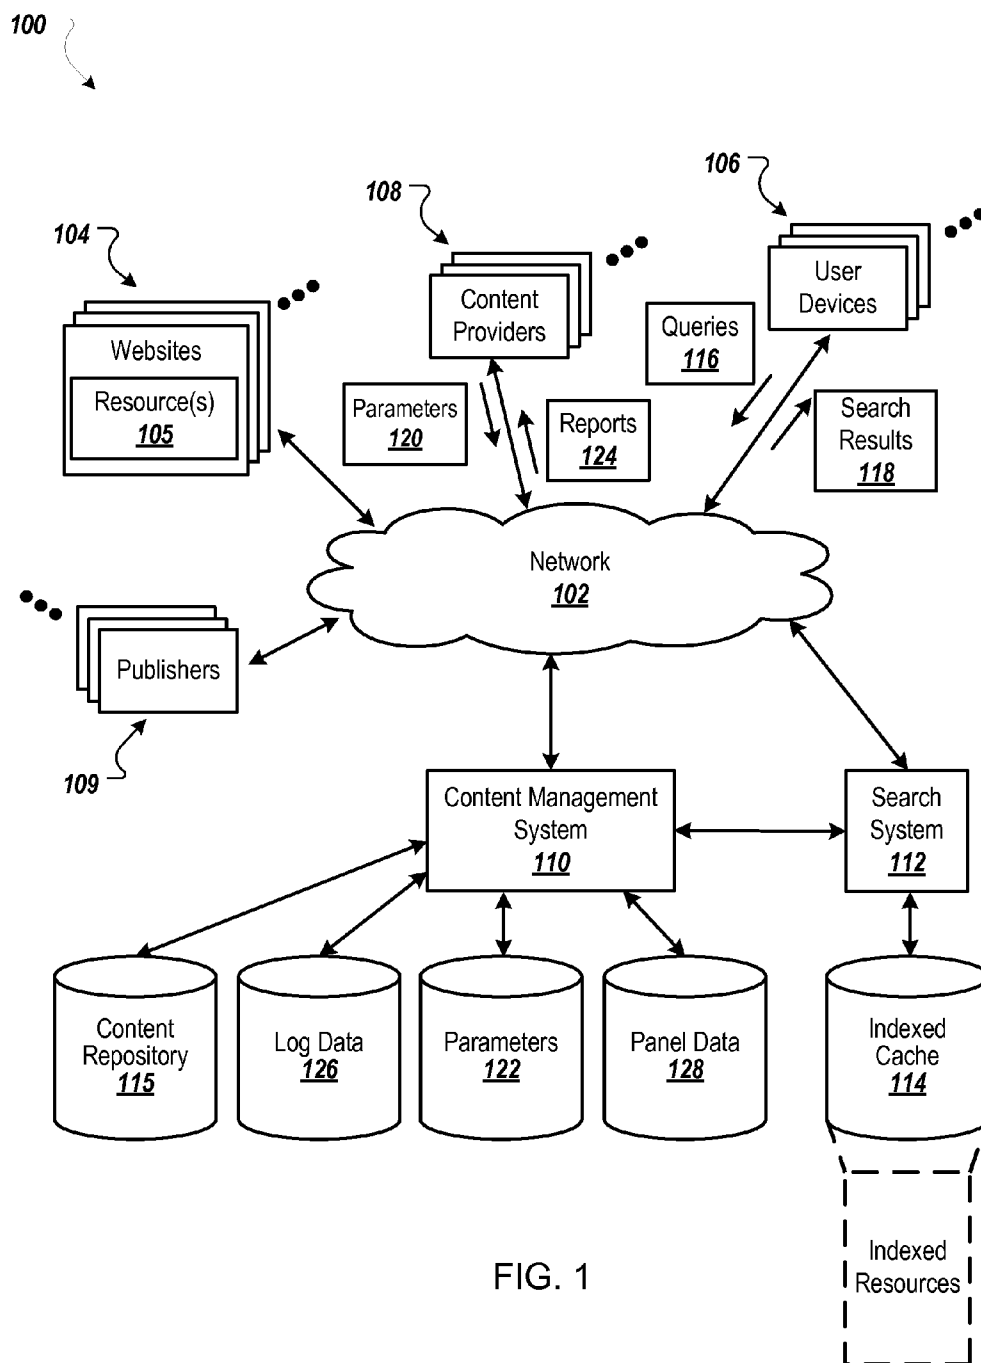 100
106
108
104
User
Devices
Content
Providers
Queries
116
Websites
Resource(s)
105
Parameters
120
Reports
124
Search
Results
118
Network
102
Publishers
109
Content Management
System
110
Search
System
112
Content
Repository
115
Log Data
126
Parameters
122
Panel Data
128
Indexed
Cache
114
Indexed
Resources
FIG. 1